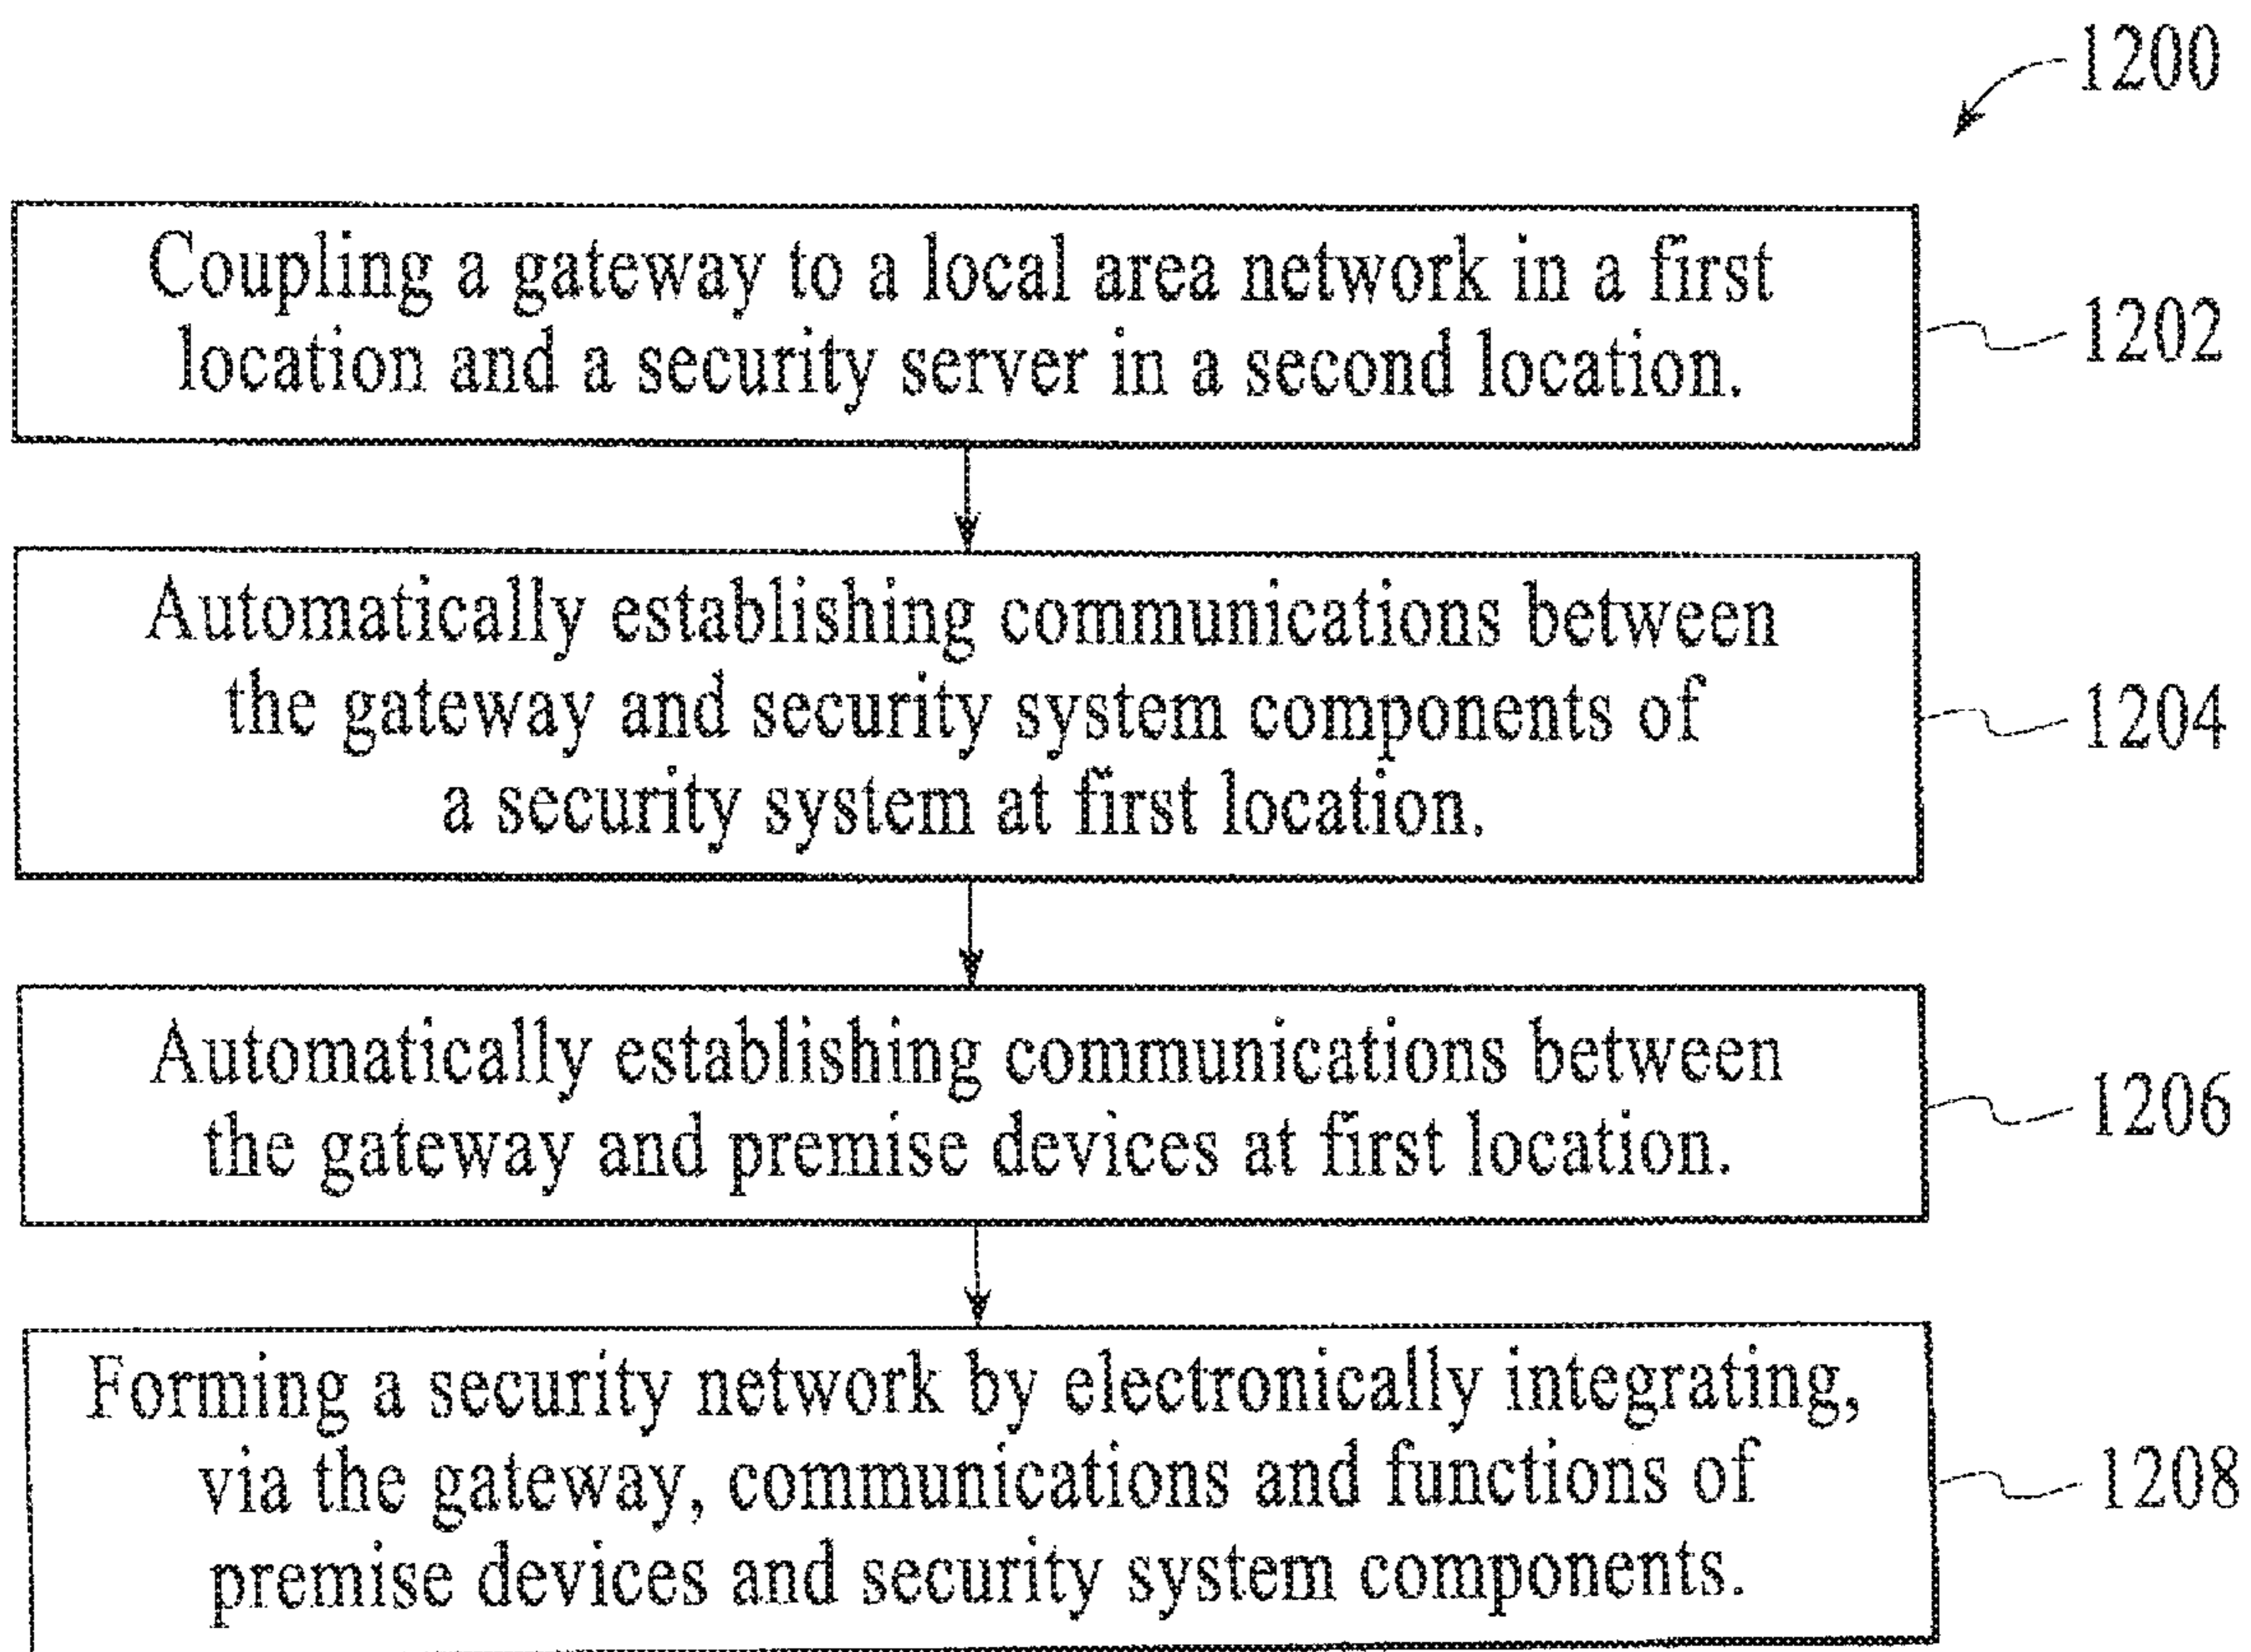 1200
Coupling a gateway to a local area network in a first
location and a security server in a second location.
1202
Automatically establishing communications between
the gateway and security system components of
a security system at first location.
1204
Automatically establishing communications between
the gateway and premise devices at first location.
1206
Forming a security network by electronically integrating,
via the gateway, communications and functions of
premise devices and security system components.
1208